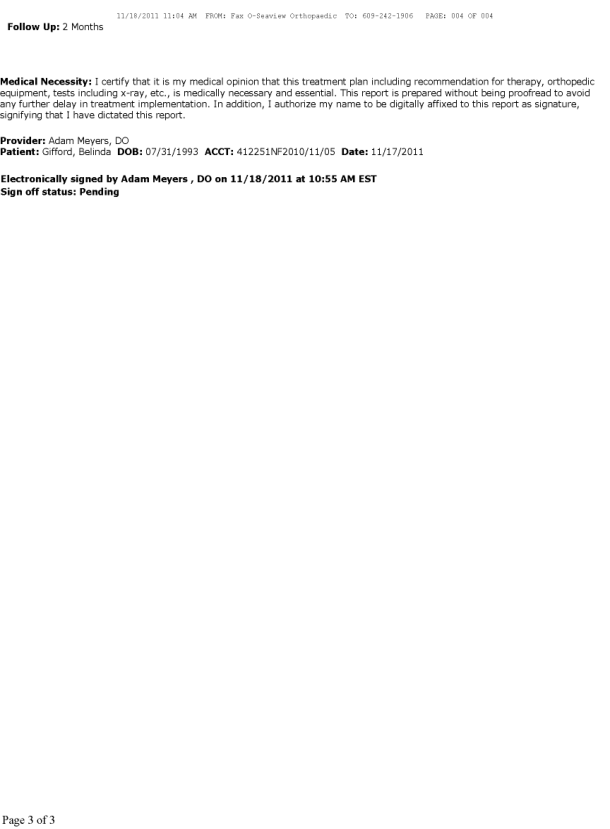 11/18/2011 11:04 AM FROM: Fax O-Seaview Orthopaedic TO: 609-242-1906 PAGE: 004 OF 004
Follow Up: 2 Months
Medical Necessity: I certify that it is my medical opinion that this treatment plan including recommendation for therapy, orthopedic
equipment, tests including x-ray, etc., is medically necessary and essential. This report is prepared without being proofread to avoid
any further delay in treatment implementation. In addition, I authorize my name to be digitally affixed to this report as signature,
signifying that I have dictated this report.
Provider: Adam Meyers, DO
Patient: Gifford, Belinda DOB: 07/31/1993 ACCT: 412251NF2010/11/05 Date: 11/17/2011
Electronically signed by Adam Meyers , DO on 11/18/2011 at 10:55 AM EST
Sign off status: Pending
Page 3 of 3